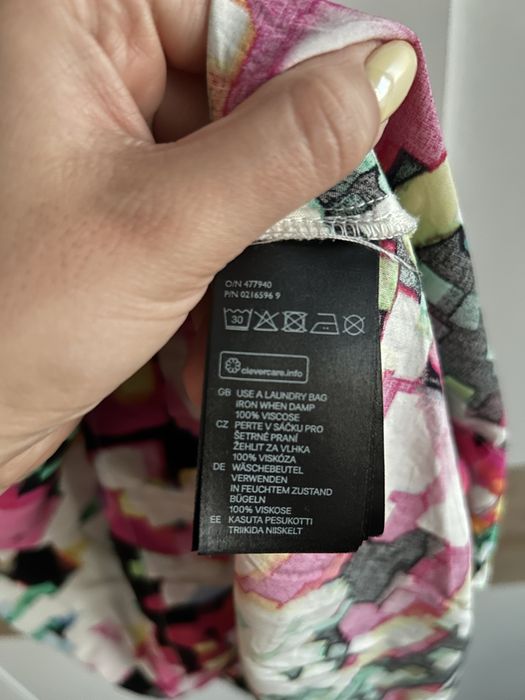 O/N 477940
P/N 0216596 9
30
clevercare.info
GB USE A LAUNDRY BAG
IRON WHEN DAMP
100% VISCOSE
CZ PERTE V SÁČKU PRO
ŠETRNÉ PRANÍ
ŽEHLIT ZA VLHKA
100% VISKÓZA
DE WÄSCHEBEUTEL
VERWENDEN
IN FEUCHTEM ZUSTAND
BÜGELN
100% VISKOSE
EE KASUTA PESUKOTTI
TRIIKIDA NIISKELT